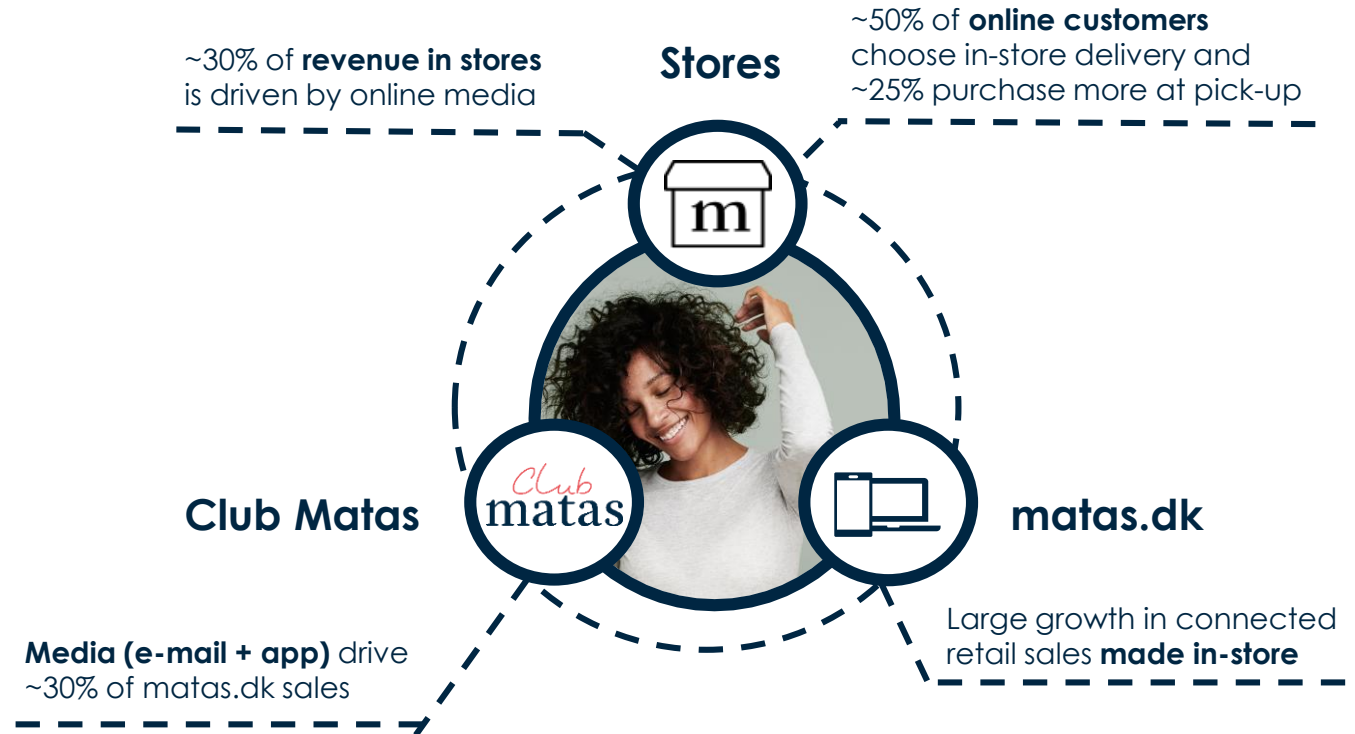 ~30% of revenue in stores
is driven by online media
Stores
~50% of online customers
choose in-store delivery and
~25% purchase more at pick-up
m
Club Matas
Club
matas
matas.dk
Media (e-mail + app) drive
~30% of matas.dk sales
Large growth in connected
retail sales made in-store